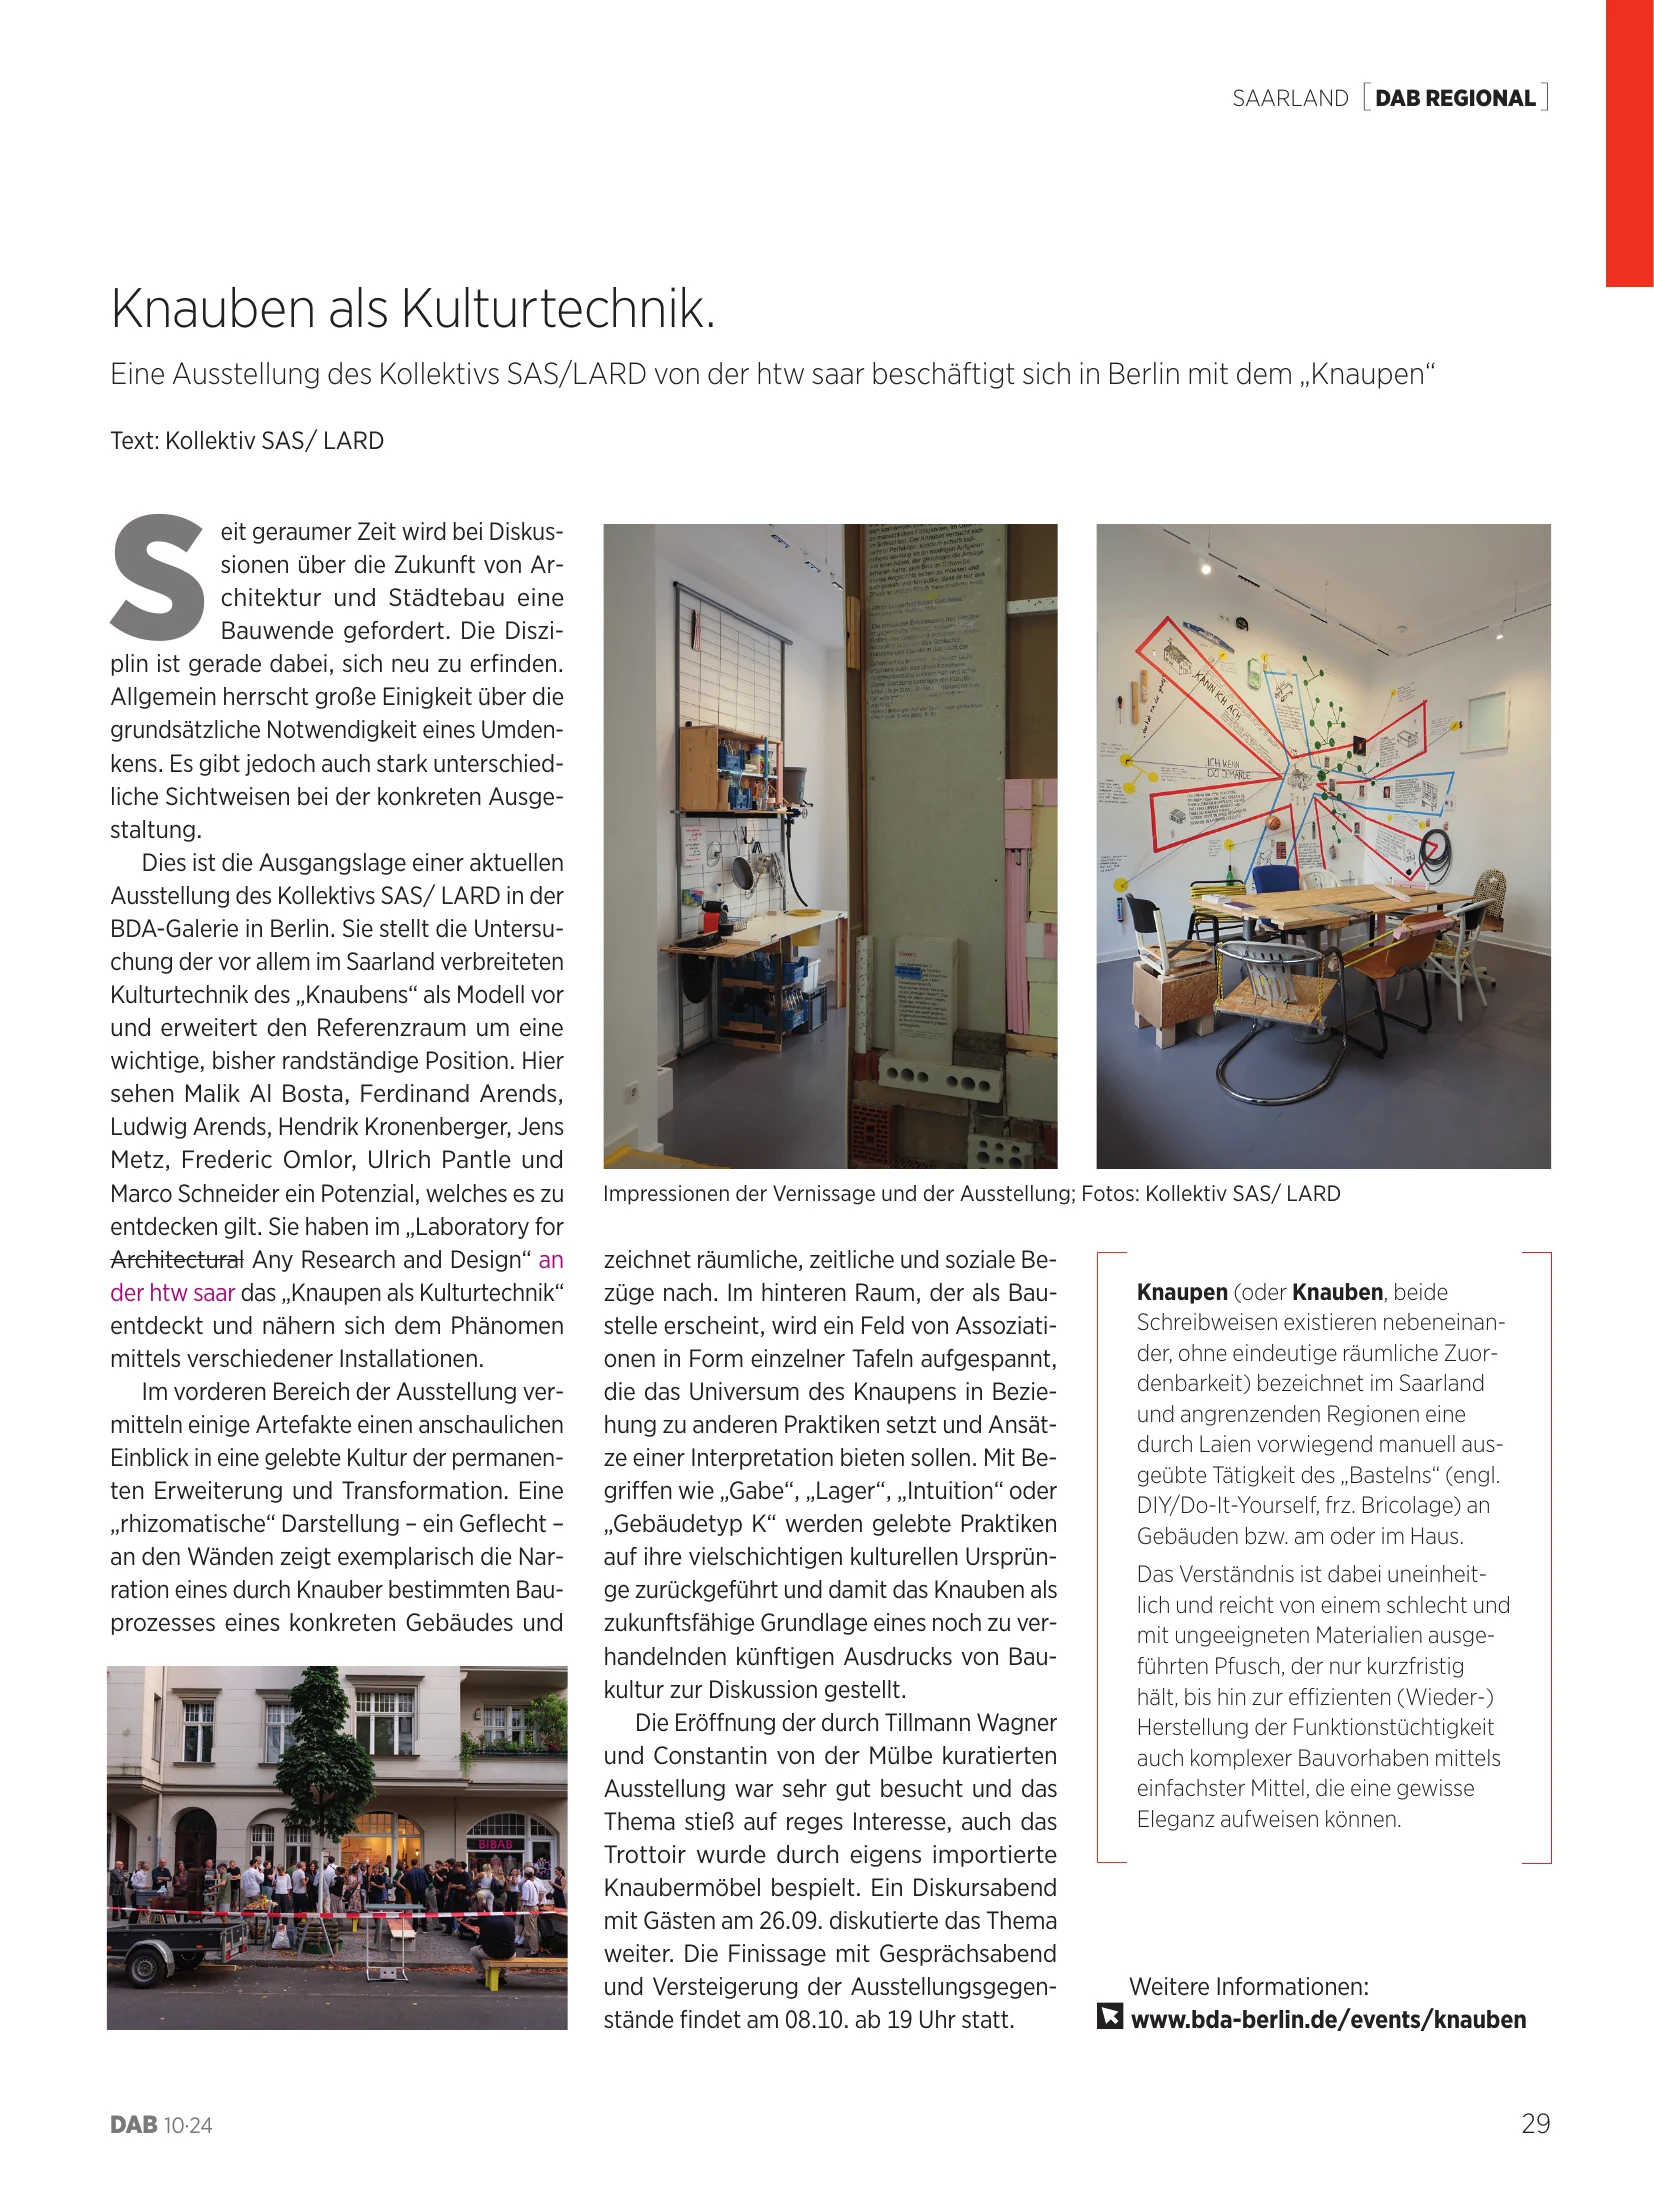 SAARLAND [DAB REGIONAL]
Knauben als Kulturtechnik.
Eine Ausstellung des Kollektivs SAS/LARD von der htw saar beschäftigt sich in Berlin mit dem „Knaupen“
Text: Kollektiv SAS/ LARD
Seit geraumer Zeit wird bei Diskus-
sionen über die Zukunft von Ar-
chitektur und Städtebau eine
Bauwende gefordert. Die Diszi-
plin ist gerade dabei, sich neu zu erfinden.
Allgemein herrscht große Einigkeit über die
grundsätzliche Notwendigkeit eines Umden-
kens. Es gibt jedoch auch stark unterschied-
liche Sichtweisen bei der konkreten Ausge-
staltung.
Dies ist die Ausgangslage einer aktuellen
Ausstellung des Kollektivs SAS/ LARD in der
BDA-Galerie in Berlin. Sie stellt die Untersu-
chung der vor allem im Saarland verbreiteten
Kulturtechnik des „Knaubens“ als Modell vor
und erweitert den Referenzraum um eine
wichtige, bisher randständige Position. Hier
sehen Malik Al Bosta, Ferdinand Arends,
Ludwig Arends, Hendrik Kronenberger, Jens
Metz, Frederic Omlor, Ulrich Pantle und
Marco Schneider ein Potenzial, welches es zu
entdecken gilt. Sie haben im „Laboratory for
Architectural Any Research and Design“ an
der htw saar das „Knaupen als Kulturtechnik“
entdeckt und nähern sich dem Phänomen
mittels verschiedener Installationen.
Im vorderen Bereich der Ausstellung ver-
mitteln einige Artefakte einen anschaulichen
Einblick in eine gelebte Kultur der permanen-
ten Erweiterung und Transformation. Eine
„rhizomatische“ Darstellung – ein Geflecht –
an den Wänden zeigt exemplarisch die Nar-
ration eines durch Knauber bestimmten Bau-
prozesses eines konkreten Gebäudes und
BIBAB
KANN ICH ACH
ICH KENN
DO JEMANDE
Verein
Impressionen der Vernissage und der Ausstellung; Fotos: Kollektiv SAS/ LARD
zeichnet räumliche, zeitliche und soziale Be-
züge nach. Im hinteren Raum, der als Bau-
stelle erscheint, wird ein Feld von Assoziati-
onen in Form einzelner Tafeln aufgespannt,
die das Universum des Knaupens in Bezie-
hung zu anderen Praktiken setzt und Ansät-
ze einer Interpretation bieten sollen. Mit Be-
griffen wie „Gabe“, „Lager“, „Intuition“ oder
„Gebäudetyp K“ werden gelebte Praktiken
auf ihre vielschichtigen kulturellen Ursprün-
ge zurückgeführt und damit das Knauben als
zukunftsfähige Grundlage eines noch zu ver-
handelnden künftigen Ausdrucks von Bau-
kultur zur Diskussion gestellt.
Die Eröffnung der durch Tillmann Wagner
und Constantin von der Mülbe kuratierten
Ausstellung war sehr gut besucht und das
Thema stieß auf reges Interesse, auch das
Trottoir wurde durch eigens importierte
Knaubermöbel bespielt. Ein Diskursabend
mit Gästen am 26.09. diskutierte das Thema
weiter. Die Finissage mit Gesprächsabend
und Versteigerung der Ausstellungsgegen-
stände findet am 08.10. ab 19 Uhr statt.
Knaupen (oder Knauben, beide
Schreibweisen existieren nebeneinan-
der, ohne eindeutige räumliche Zuor-
denbarkeit) bezeichnet im Saarland
und angrenzenden Regionen eine
durch Laien vorwiegend manuell aus-
geübte Tätigkeit des „Bastelns“ (engl.
DIY/Do-It-Yourself, frz. Bricolage) an
Gebäuden bzw. am oder im Haus.
Das Verständnis ist dabei uneinheit-
lich und reicht von einem schlecht und
mit ungeeigneten Materialien ausge-
führten Pfusch, der nur kurzfristig
hält, bis hin zur effizienten (Wieder-)
Herstellung der Funktionstüchtigkeit
auch komplexer Bauvorhaben mittels
einfachster Mittel, die eine gewisse
Eleganz aufweisen können.
Weitere Informationen:
www.bda-berlin.de/events/knauben
DAB 10·24
29